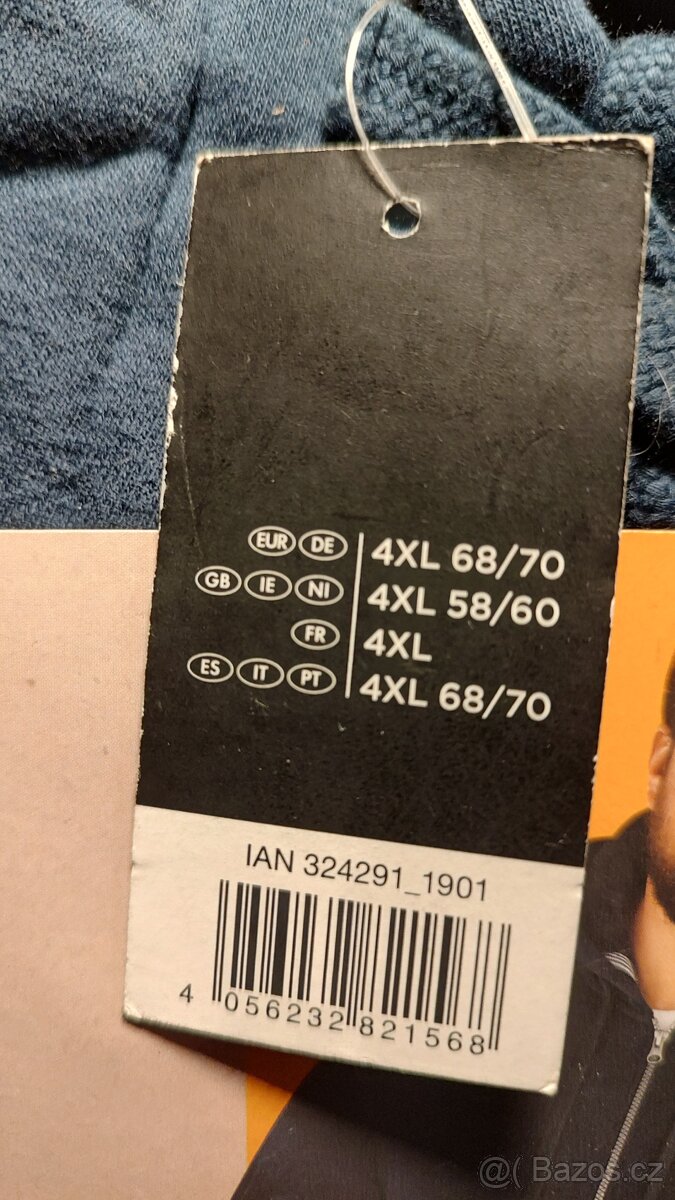 EUR DE 4XL 68/70
GB IE NI 4XL 58/60
FR 4XL
ES IT PT 4XL 68/70
IAN 324291_1901
4 056232 821568
@( Bazos.cz